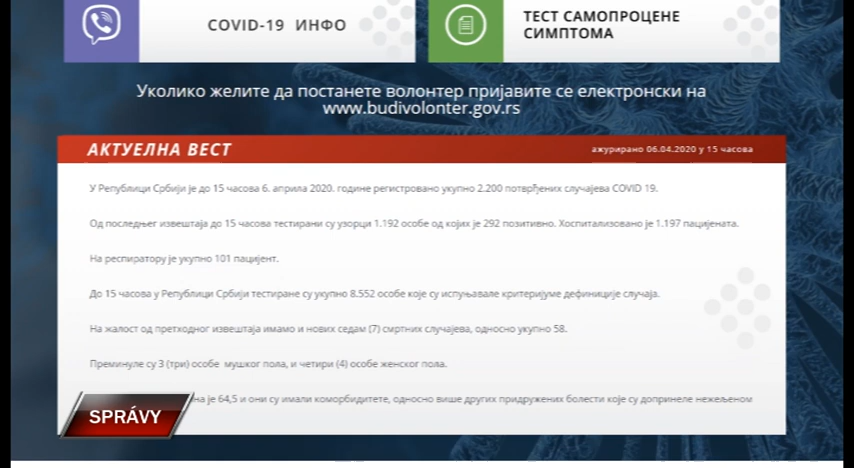 COVID-19 ИНФО
ТЕСТ САМОПРОЦЕНЕ
СИМПТОМА
Уколико желите да постанете волонтер пријавите се електронски на
www.budivolonter.gov.rs
АКТУЕЛНА ВЕСТ
ажурирано 06.04.2020 у 15 часова
У Републици Србији је до 15 часова 6. априла 2020. године регистровано укупно 2.200 потврђених случајева COVID 19.
Од последњег извештаја до 15 часова тестирани су узорци 1.192 особе од којих је 292 позитивно. Хоспитализовано је 1.197 пацијената.
На респиратору је укупно 101 пацијент.
До 15 часова у Републици Србији тестиране су укупно 8.552 особе које су испуњавале критеријуме дефиниције случаја.
На жалост од претходног извештаја имамо и нових седам (7) смртних случајева, односно укупно 58.
Преминуле су 3 (три) особе мушког пола, и четири (4) особе женског пола.
на је 64,5 и они су имали коморбидитете, односно више других придружених болести које су допринеле нежељеном
SPRÁVY